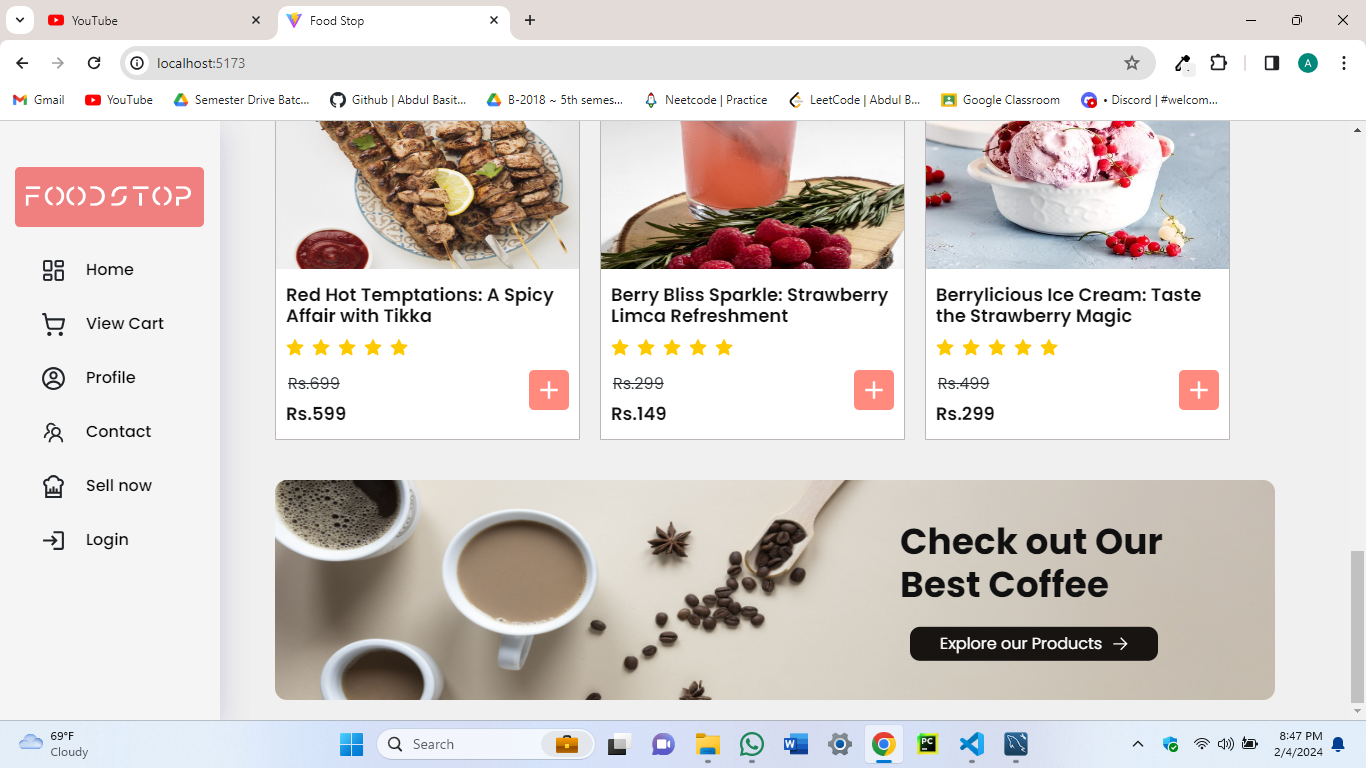 YouTube
Food Stop
localhost:5173
A
Gmail
YouTube
Semester Drive Batc...
Github | Abdul Basit...
B-2018 ~ 5th semes...
Neetcode | Practice
LeetCode | Abdul B...
Google Classroom
• Discord | #welcom...
FOODSTOP
Home
View Cart
Profile
Contact
Sell now
Login
Red Hot Temptations: A Spicy
Affair with Tikka
Rs.699
Rs.599
Berry Bliss Sparkle: Strawberry
Limca Refreshment
Rs.299
Rs.149
Berrylicious Ice Cream: Taste
the Strawberry Magic
Rs.499
Rs.299
Check out Our
Best Coffee
Explore our Products
69°F
Cloudy
Search
PC
8:47 PM
2/4/2024